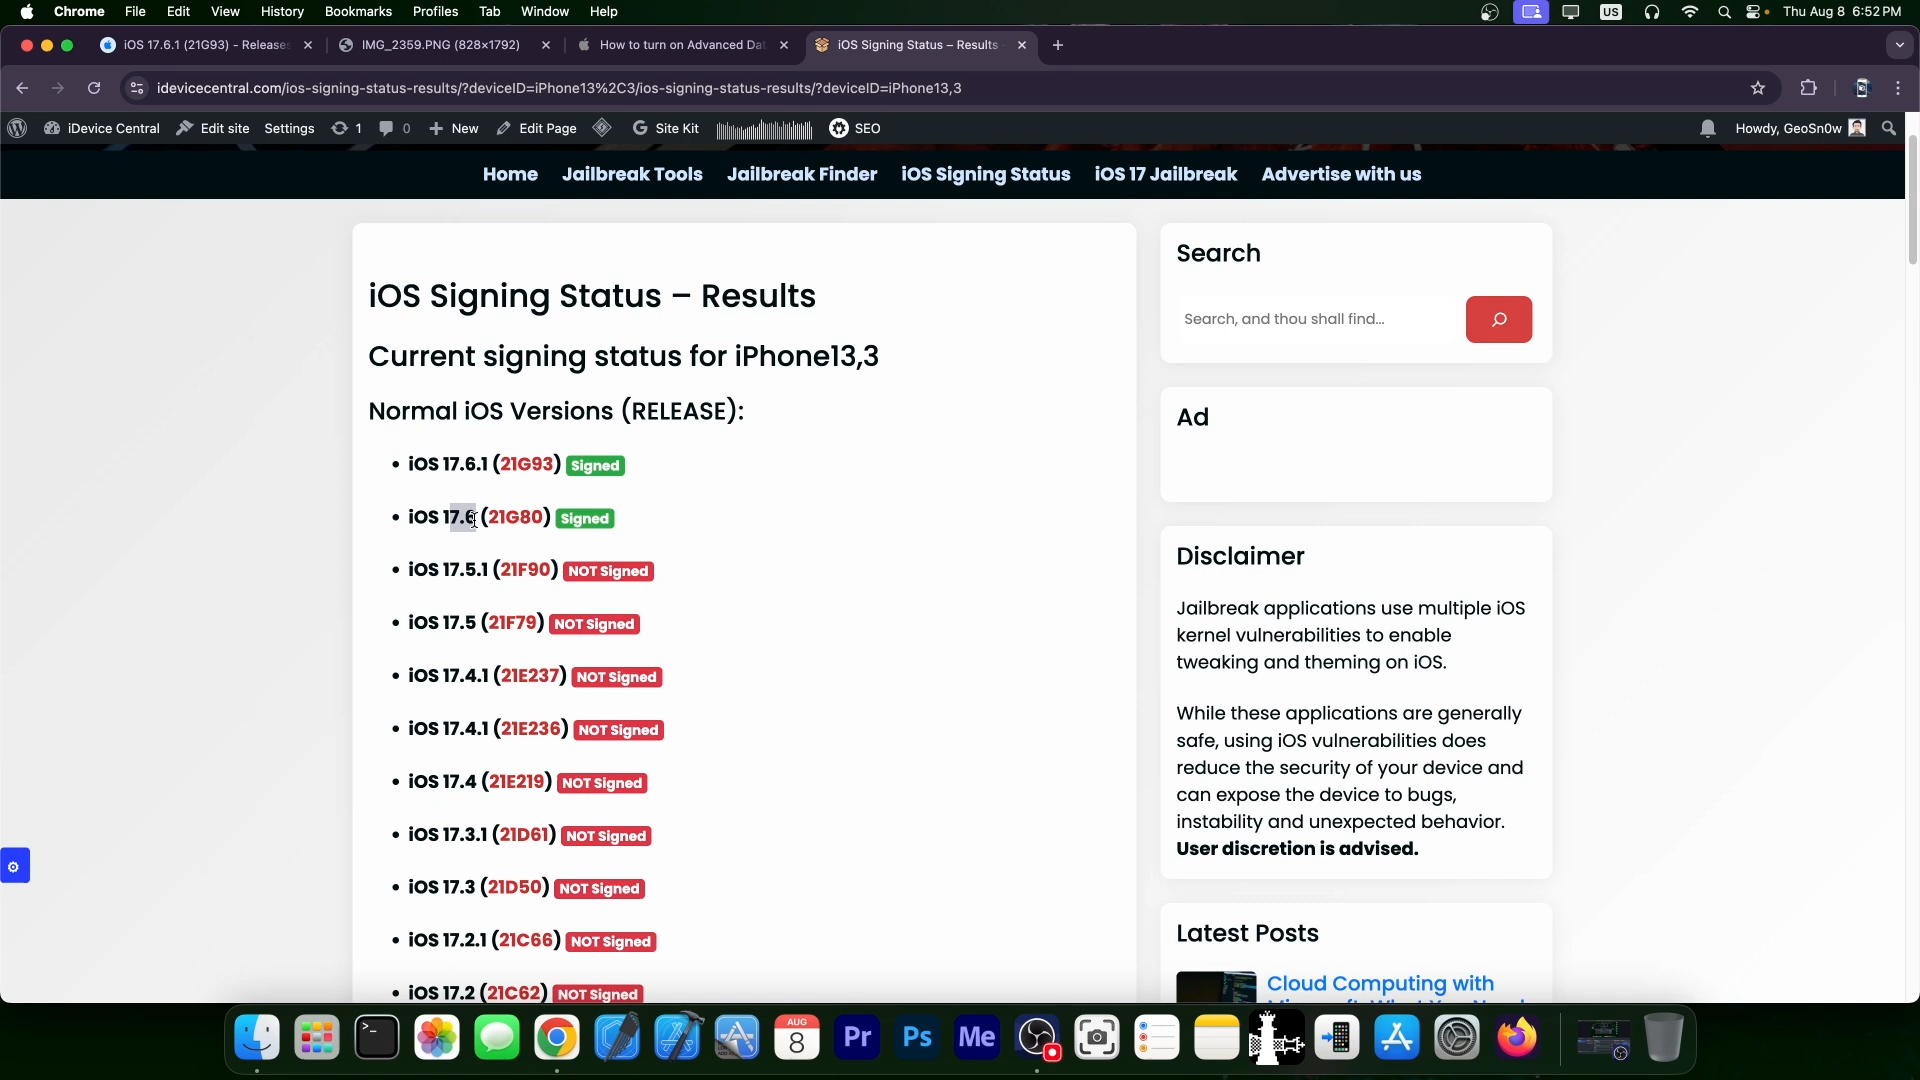 Chrome File Edit View History Bookmarks Profiles Tab Window Help
US
Thu Aug 8 6:52 PM
iOS 17.6.1 (21G93) - Releases
IMG_2359.PNG (828×1792)
How to turn on Advanced Dat
iOS Signing Status – Results
idevicecentral.com/ios-signing-status-results/?deviceID=iPhone13%2C3/ios-signing-status-results/?deviceID=iPhone13,3
iDevice Central Edit site Settings 1 0 New Edit Page Site Kit SEO
Howdy, GeoSn0w
Home Jailbreak Tools Jailbreak Finder iOS Signing Status iOS 17 Jailbreak Advertise with us
iOS Signing Status – Results
Current signing status for iPhone13,3
Normal iOS Versions (RELEASE):
• iOS 17.6.1 (21G93) Signed
• iOS 17.6 (21G80) Signed
• iOS 17.5.1 (21F90) NOT Signed
• iOS 17.5 (21F79) NOT Signed
• iOS 17.4.1 (21E237) NOT Signed
• iOS 17.4.1 (21E236) NOT Signed
• iOS 17.4 (21E219) NOT Signed
• iOS 17.3.1 (21D61) NOT Signed
• iOS 17.3 (21D50) NOT Signed
• iOS 17.2.1 (21C66) NOT Signed
• iOS 17.2 (21C62) NOT Signed
Search
Search, and thou shall find...
Ad
Disclaimer
Jailbreak applications use multiple iOS
kernel vulnerabilities to enable
tweaking and theming on iOS.
While these applications are generally
safe, using iOS vulnerabilities does
reduce the security of your device and
can expose the device to bugs,
instability and unexpected behavior.
User discretion is advised.
Latest Posts
Cloud Computing with
AUG
8
Pr
Ps
Me